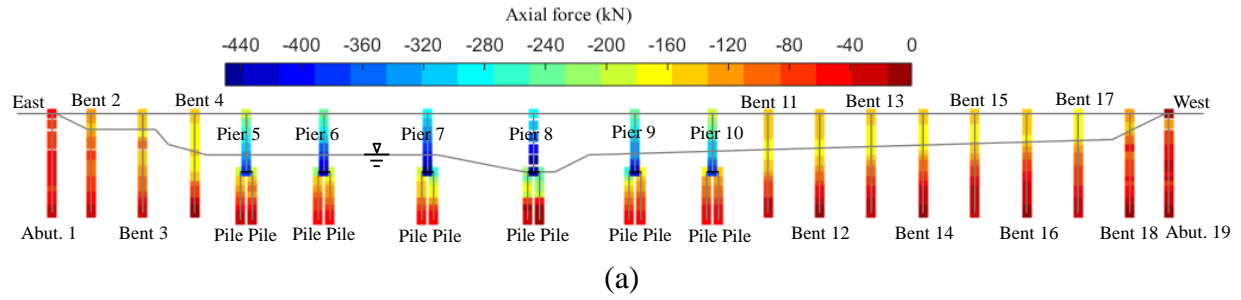 Axial force (kN)
-440 -400 -360 -320 -280 -240 -200 -160 -120 -80 -40 0
East Bent 2 Bent 4 Bent 11 Bent 13 Bent 15 Bent 17 West
Pier 5 Pier 6 Pier 7 Pier 8 Pier 9 Pier 10
Abut. 1 Bent 3 Pile Pile Pile Pile Pile Pile Pile Pile Pile Pile Pile Pile Bent 12 Bent 14 Bent 16 Bent 18 Abut. 19
(a)